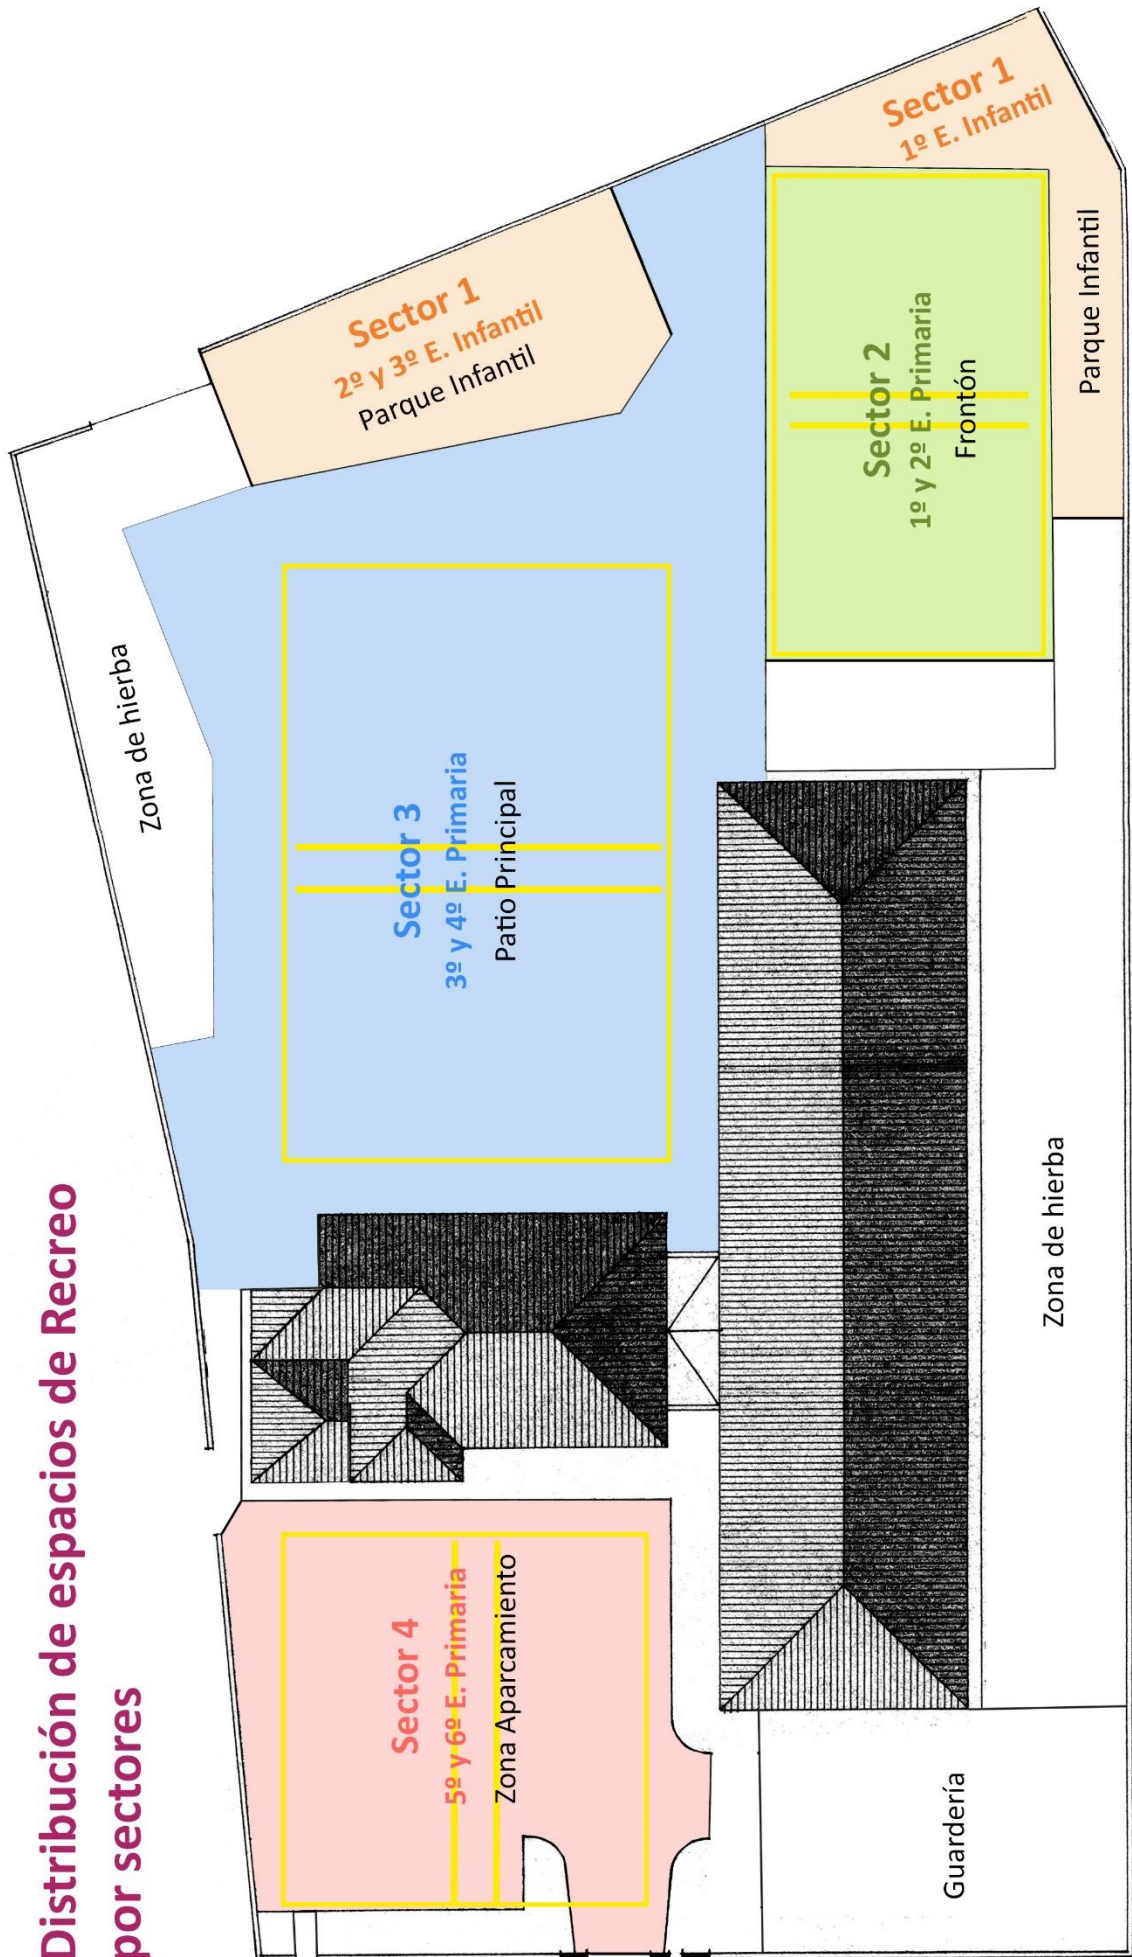 Distribución de espacios de Recreo
por sectores
Sector 4
5º y 6º E. Primaria
Zona Aparcamiento
Guardería
Zona de hierba
Sector 3
3º y 4º E. Primaria
Patio Principal
Zona de hierba
Sector 1
2º y 3º E. Infantil
Parque Infantil
Sector 2
1º y 2º E. Primaria
Frontón
Sector 1
1º E. Infantil
Parque Infantil